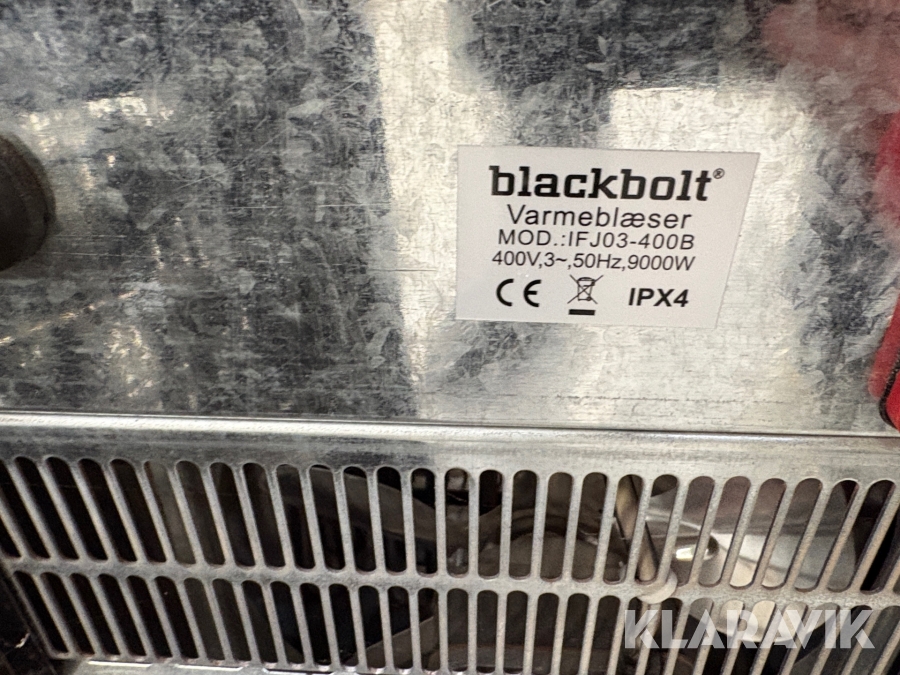 blackbolt®
Varmeblæser
MOD.:IFJ03-400B
400V,3~,50Hz,9000W
CE IPX4
KLARAVIK